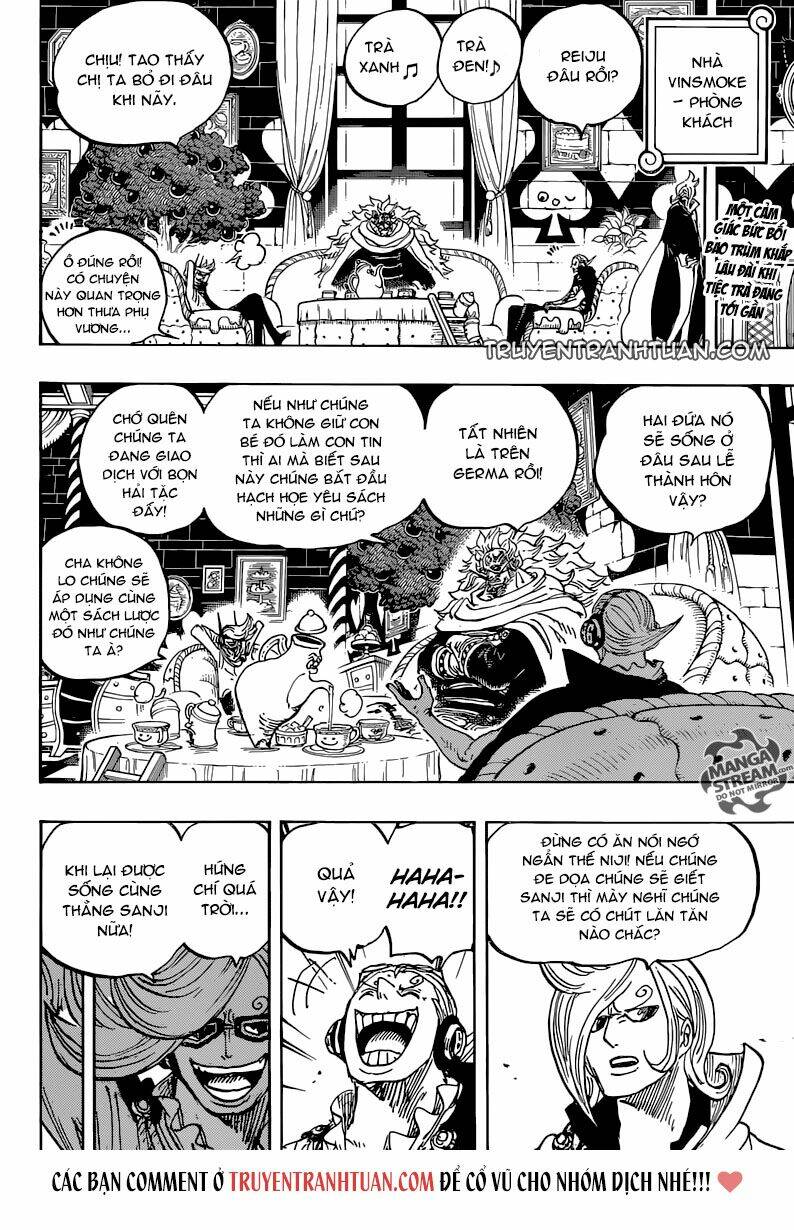 NHÀ
VINSMOKE
– PHÒNG
KHÁCH
REIJU
ĐÂU RỒI?
TRÀ
ĐEN!♪
TRÀ
XANH♫
CHỊU! TAO THẤY
CHỊ TA BỎ ĐI ĐÂU
KHI NÃY.
MỘT CẢM
GIÁC BỨC BỐI
BAO TRÙM KHẮP
LÂU ĐÀI KHI
TIỆC TRÀ ĐANG
TỚI GẦN
Ồ ĐÚNG RỒI!
CÓ CHUYỆN
NÀY QUAN TRỌNG
HƠN THƯA PHỤ
VƯƠNG...
TRUYENTRANHTUAN.COM
HAI ĐỨA NÓ
SẼ SỐNG Ở
ĐÂU SAU LỄ
THÀNH HÔN
VẬY?
TẤT NHIÊN
LÀ TRÊN
GERMA RỒI!
NẾU NHƯ CHÚNG
TA KHÔNG GIỮ CON
BÉ ĐÓ LÀM CON TIN
THÌ AI MÀ BIẾT SAU
NÀY CHÚNG BẮT ĐẦU
HẠCH HỌE YÊU SÁCH
NHỮNG GÌ CHỨ?
CHỚ QUÊN
CHÚNG TA
ĐANG GIAO
DỊCH VỚI BỌN
HẢI TẶC
ĐẤY!
CHA KHÔNG
LO CHÚNG SẼ
ÁP DỤNG CÙNG
MỘT SÁCH LƯỢC
ĐÓ NHƯ CHÚNG
TA À?
MANGA
STREAM.com
DO NOT MIRROR!
ĐỪNG CÓ ĂN NÓI NGỚ
NGẨN THẾ NIJI! NẾU CHÚNG
ĐE DỌA CHÚNG SẼ GIẾT
SANJI THÌ MÀY NGHĨ CHÚNG
TA SẼ CÓ CHÚT LĂN TĂN
NÀO CHẮC?
HAHA-
HAHA!!
QUẢ
VẬY!
HỨNG
CHÍ QUÁ
TRỜI...
KHI LẠI ĐƯỢC
SỐNG CÙNG
THẰNG SANJI
NỮA!
CÁC BẠN COMMENT Ở TRUYENTRANHTUAN.COM ĐỂ CỔ VŨ CHO NHÓM DỊCH NHÉ!!! ❤